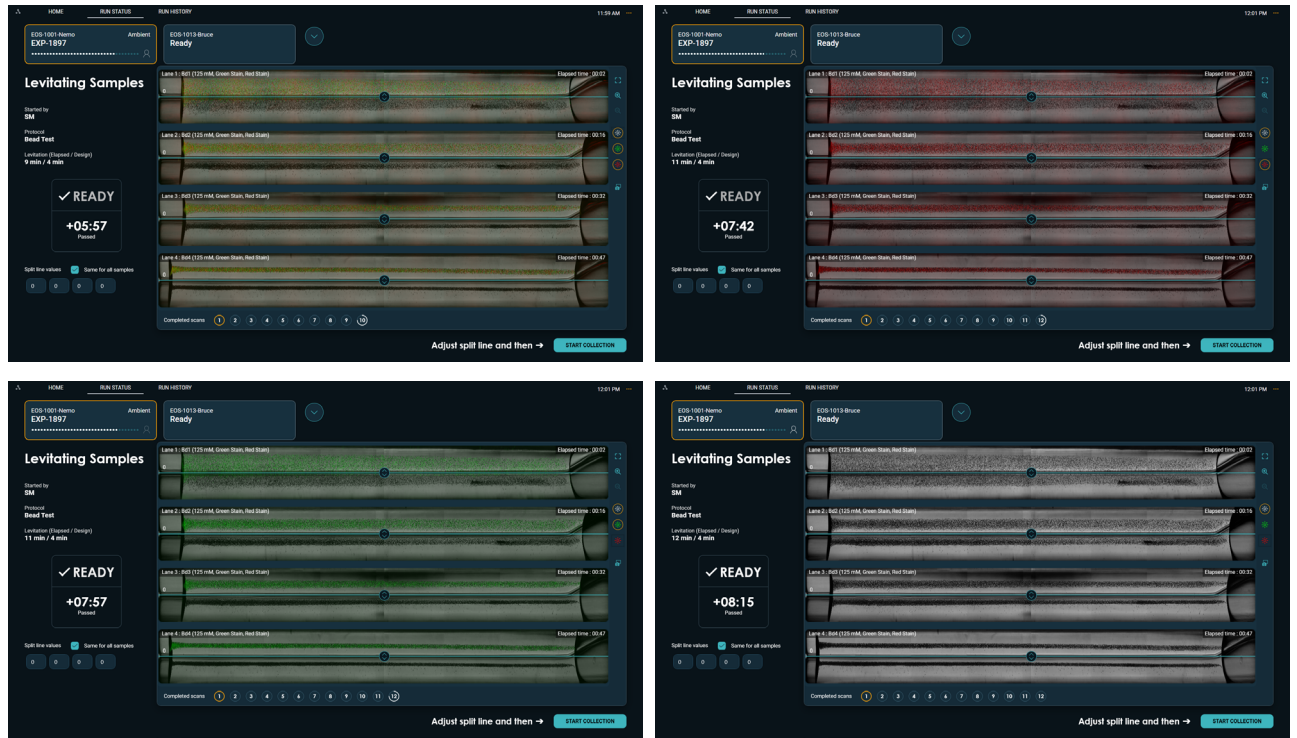 HOME RUN STATUS RUN HISTORY 11:59 AM
EOS-1001-Nemo Ambient
EXP-1897
EOS-1013-Bruce
Ready
Levitating Samples
Started by
SM
Protocol
Bead Test
Levitation (Elapsed / Design)
9 min / 4 min
READY
+05:57
Passed
Split line values Same for all samples
0 0 0 0
Lane 1 : Bd1 (125 mM, Green Stain, Red Stain) Elapsed time : 00:02
0
Lane 2 : Bd2 (125 mM, Green Stain, Red Stain) Elapsed time : 00:16
0
Lane 3 : Bd3 (125 mM, Green Stain, Red Stain) Elapsed time : 00:32
0
Lane 4 : Bd4 (125 mM, Green Stain, Red Stain) Elapsed time : 00:47
0
Completed scans 1 2 3 4 5 6 7 8 9 10
Adjust split line and then → START COLLECTION
HOME RUN STATUS RUN HISTORY 12:01 PM
EOS-1001-Nemo Ambient
EXP-1897
EOS-1013-Bruce
Ready
Levitating Samples
Started by
SM
Protocol
Bead Test
Levitation (Elapsed / Design)
11 min / 4 min
READY
+07:42
Passed
Split line values Same for all samples
0 0 0 0
Lane 1 : Bd1 (125 mM, Green Stain, Red Stain) Elapsed time : 00:02
0
Lane 2 : Bd2 (125 mM, Green Stain, Red Stain) Elapsed time : 00:16
0
Lane 3 : Bd3 (125 mM, Green Stain, Red Stain) Elapsed time : 00:32
0
Lane 4 : Bd4 (125 mM, Green Stain, Red Stain) Elapsed time : 00:47
0
Completed scans 1 2 3 4 5 6 7 8 9 10 11 12
Adjust split line and then → START COLLECTION
HOME RUN STATUS RUN HISTORY 12:01 PM
EOS-1001-Nemo Ambient
EXP-1897
EOS-1013-Bruce
Ready
Levitating Samples
Started by
SM
Protocol
Bead Test
Levitation (Elapsed / Design)
11 min / 4 min
READY
+07:57
Passed
Split line values Same for all samples
0 0 0 0
Lane 1 : Bd1 (125 mM, Green Stain, Red Stain) Elapsed time : 00:02
0
Lane 2 : Bd2 (125 mM, Green Stain, Red Stain) Elapsed time : 00:16
0
Lane 3 : Bd3 (125 mM, Green Stain, Red Stain) Elapsed time : 00:32
0
Lane 4 : Bd4 (125 mM, Green Stain, Red Stain) Elapsed time : 00:47
0
Completed scans 1 2 3 4 5 6 7 8 9 10 11 12
Adjust split line and then → START COLLECTION
HOME RUN STATUS RUN HISTORY 12:01 PM
EOS-1001-Nemo Ambient
EXP-1897
EOS-1013-Bruce
Ready
Levitating Samples
Started by
SM
Protocol
Bead Test
Levitation (Elapsed / Design)
12 min / 4 min
READY
+08:15
Passed
Split line values Same for all samples
0 0 0 0
Lane 1 : Bd1 (125 mM, Green Stain, Red Stain) Elapsed time : 00:02
0
Lane 2 : Bd2 (125 mM, Green Stain, Red Stain) Elapsed time : 00:16
0
Lane 3 : Bd3 (125 mM, Green Stain, Red Stain) Elapsed time : 00:32
0
Lane 4 : Bd4 (125 mM, Green Stain, Red Stain) Elapsed time : 00:47
0
Completed scans 1 2 3 4 5 6 7 8 9 10 11 12
Adjust split line and then → START COLLECTION